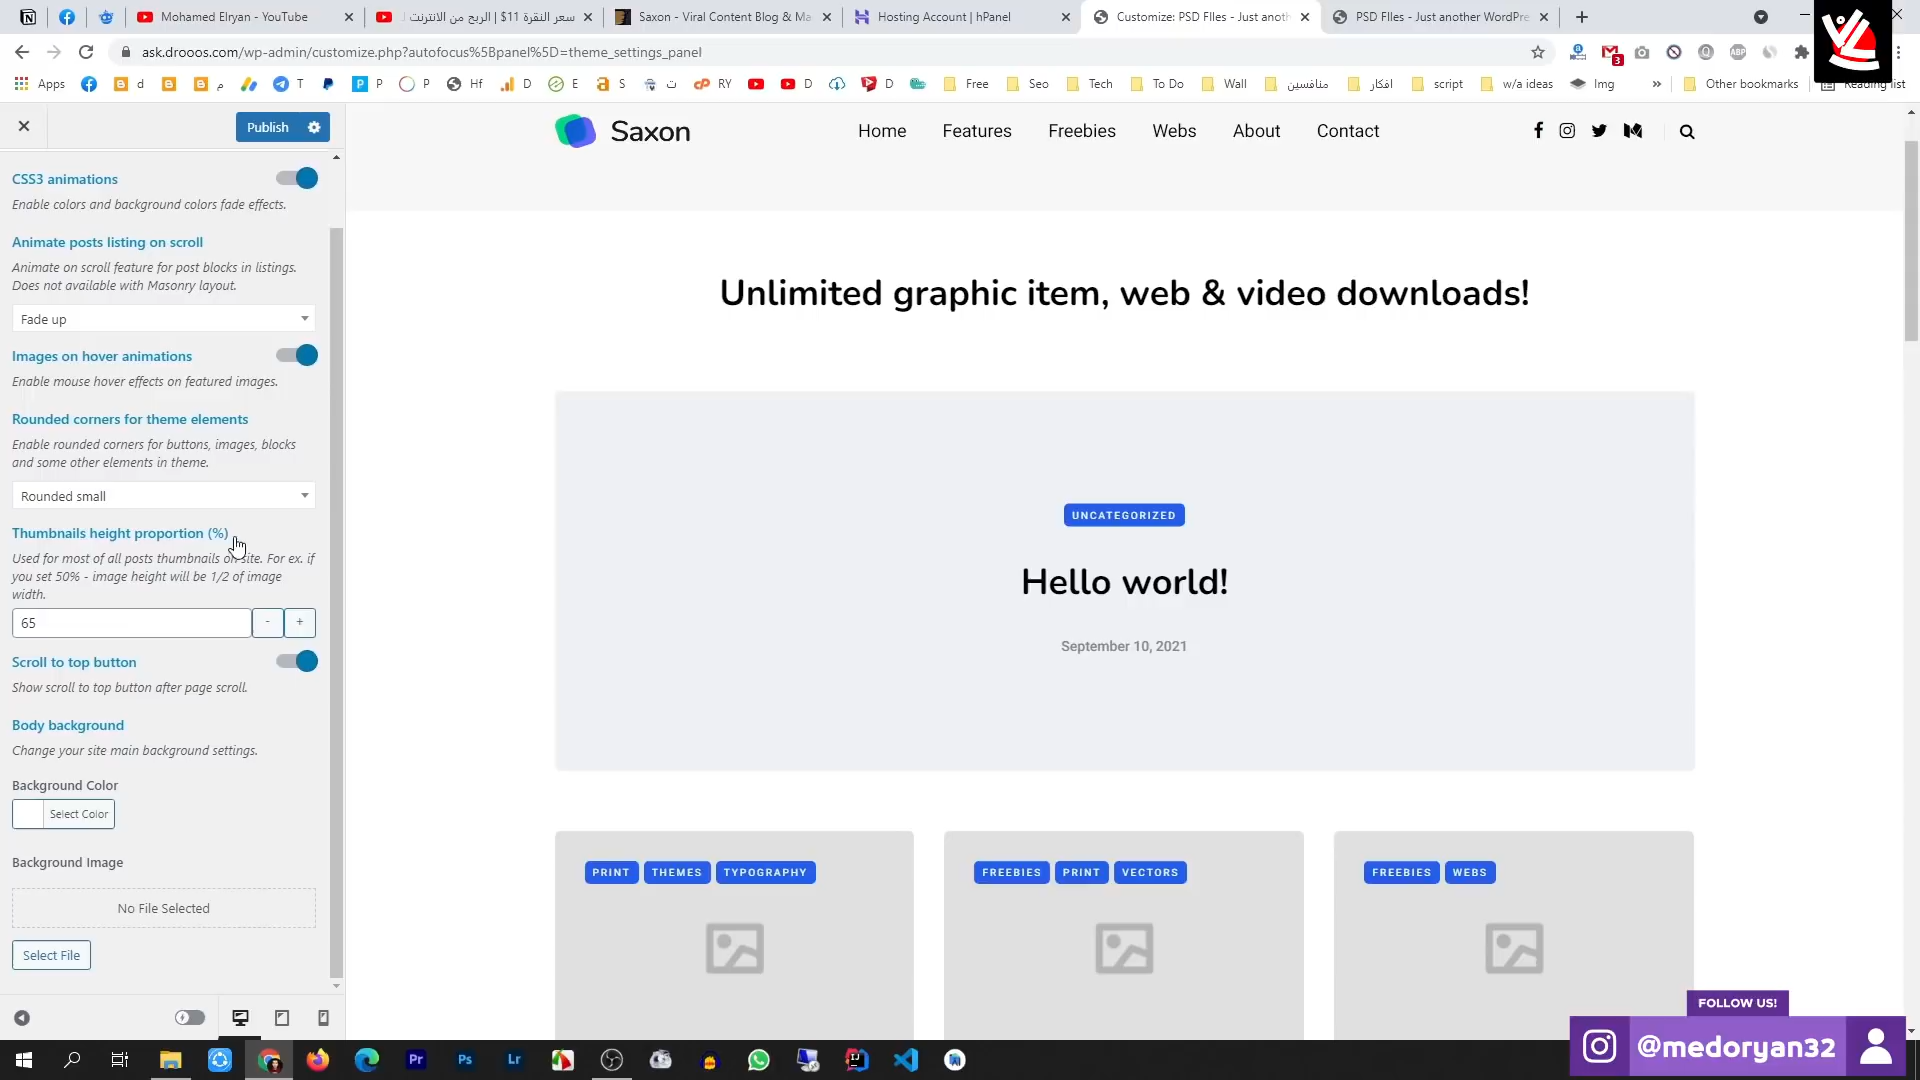 Mohamed Elryan - YouTube
سعر النقرة 11$ | الربح من الانترنت
Saxon - Viral Content Blog & Ma
Hosting Account | hPanel
Customize: PSD FIles - Just anoth
PSD FIles - Just another WordPre
ask.drooos.com/wp-admin/customize.php?autofocus%5Bpanel%5D=theme_settings_panel
Apps
d
م
T
P
P
Hf
D
E
S
ت
RY
D
D
Free
Seo
Tech
To Do
Wall
منافسين
افكار
script
w/a ideas
Img
Other bookmarks
Reading list
Publish
CSS3 animations
Enable colors and background colors fade effects.
Animate posts listing on scroll
Animate on scroll feature for post blocks in listings.
Does not available with Masonry layout.
Fade up
Images on hover animations
Enable mouse hover effects on featured images.
Rounded corners for theme elements
Enable rounded corners for buttons, images, blocks
and some other elements in theme.
Rounded small
Thumbnails height proportion (%)
Used for most of all posts thumbnails on site. For ex. if
you set 50% - image height will be 1/2 of image
width.
65
- +
Scroll to top button
Show scroll to top button after page scroll.
Body background
Change your site main background settings.
Background Color
Select Color
Background Image
No File Selected
Select File
Saxon
Home Features Freebies Webs About Contact
Unlimited graphic item, web & video downloads!
UNCATEGORIZED
Hello world!
September 10, 2021
PRINT THEMES TYPOGRAPHY
FREEBIES PRINT VECTORS
FREEBIES WEBS
FOLLOW US!
@medoryan32
3
ABP
Pr
Ps
Lr